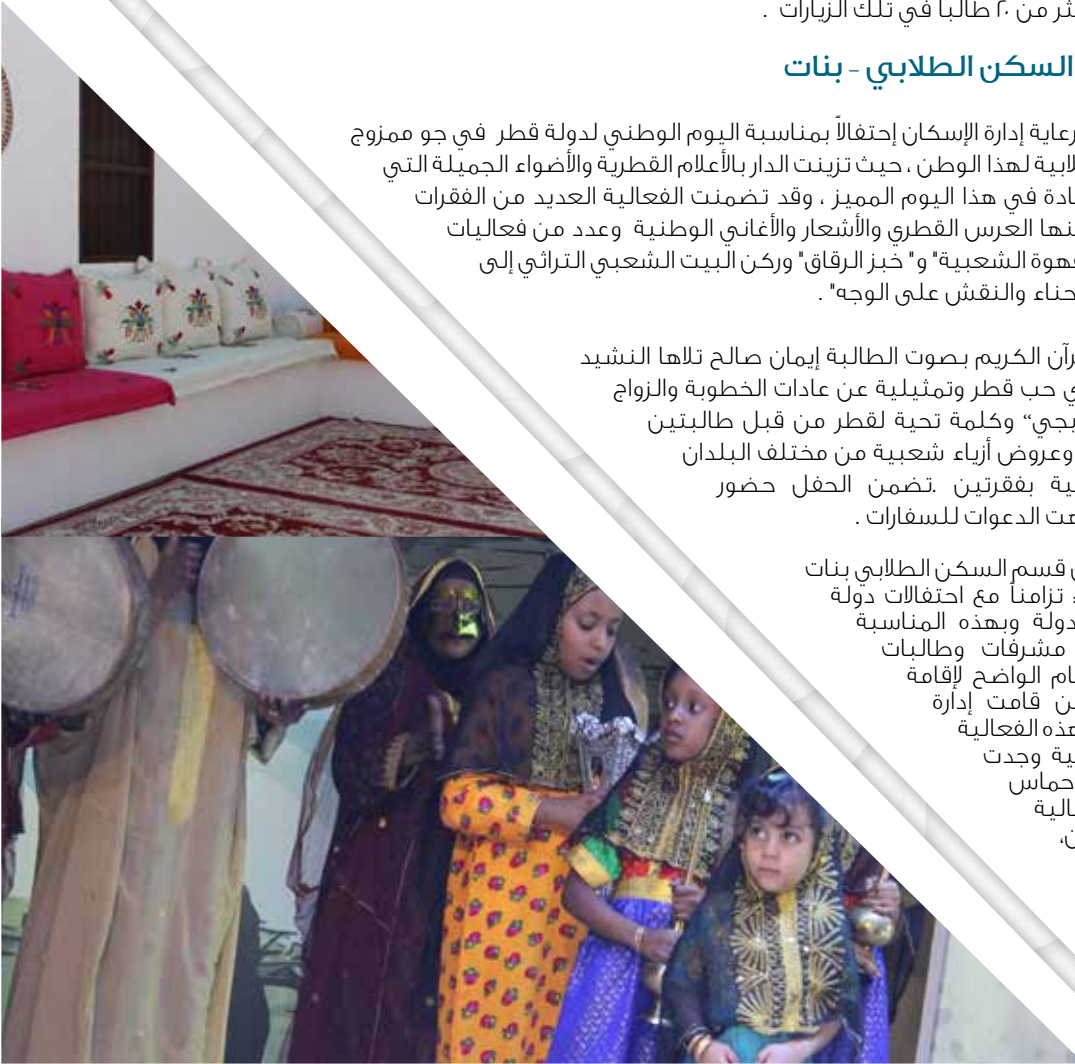 ثر من ٢٠ طالباً في تلك الزيارات .
السكن الطلابي - بنات
رعاية إدارة الإسكان إحتفالاً بمناسبة اليوم الوطني لدولة قطر في جو ممزوج
لابية لهذا الوطن ، حيث تزينت الدار بالأعلام القطرية والأضواء الجميلة التي
ادة في هذا اليوم المميز ، وقد تضمنت الفعالية العديد من الفقرات
نها العرس القطري والأشعار والأغاني الوطنية وعدد من فعاليات
قهوة الشعبية" و" خبز الرقاق" وركن البيت الشعبي التراثي إلى
حناء والنقش على الوجه" .
رآن الكريم بصوت الطالبة إيمان صالح تلاها النشيد
ي حب قطر وتمثيلية عن عادات الخطوبة والزواج
يجي“ وكلمة تحية لقطر من قبل طالبتين
وعروض أزياء شعبية من مختلف البلدان
ية بفقرتين .تضمن الحفل حضور
هت الدعوات للسفارات .
ن قسم السكن الطلابي بنات
ء تزامناً مع احتفالات دولة
دولة وبهذه المناسبة
مشرفات وطالبات
ام الواضح لإقامة
ن قامت إدارة
هذه الفعالية
ية وجدت
حماس
الية
ن،